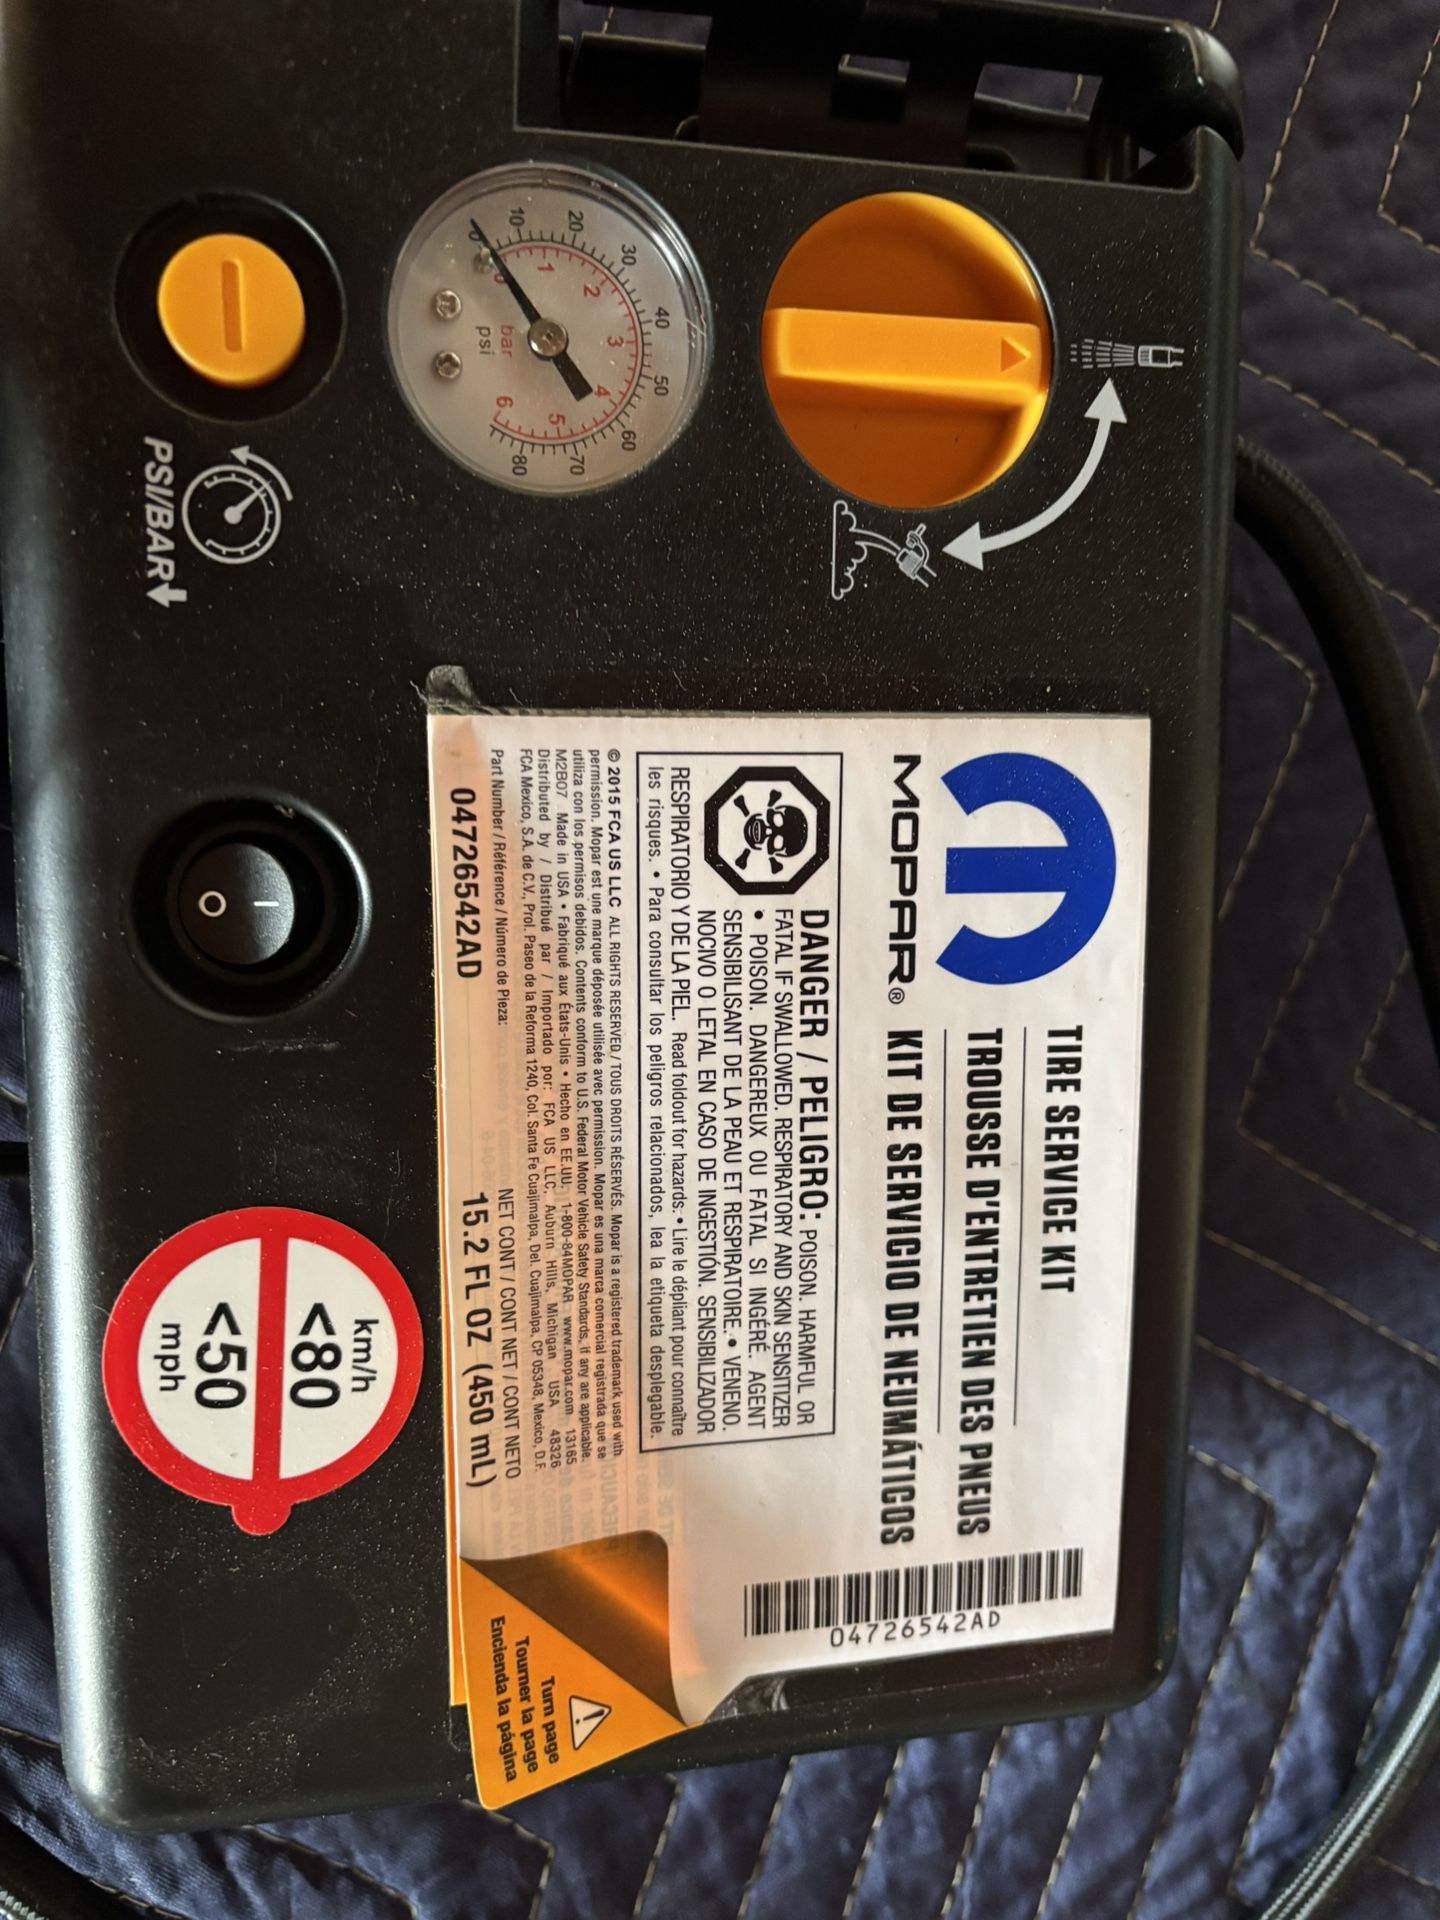 0
10
20
30
40
50
60
70
80
0
1
2
3
4
5
6
bar
psi
PSI/BAR
MOPAR®
TIRE SERVICE KIT
TROUSSE D'ENTRETIEN DES PNEUS
KIT DE SERVICIO DE NEUMÁTICOS
DANGER / PELIGRO: POISON. HARMFUL OR
FATAL IF SWALLOWED. RESPIRATORY AND SKIN SENSITIZER
• POISON. DANGEREUX OU FATAL SI INGÉRÉ. AGENT
SENSIBILISANT DE LA PEAU ET RESPIRATOIRE. • VENENO.
NOCIVO O LETAL EN CASO DE INGESTIÓN. SENSIBILIZADOR
RESPIRATORIO Y DE LA PIEL. Read foldout for hazards. • Lire le dépliant pour connaître
les risques. • Para consultar los peligros relacionados, lea la etiqueta desplegable.
© 2015 FCA US LLC ALL RIGHTS RESERVED / TOUS DROITS RÉSERVÉS. Mopar is a registered trademark used with
permission. Mopar est une marque déposée utilisée avec permission. Mopar es una marca comercial registrada que se
utiliza con los permisos debidos. Contents conform to U.S. Federal Motor Vehicle Safety Standards, if any are applicable.
M2B07 Made in USA • Fabriqué aux États-Unis • Hecho en EE.UU. 1-800-84MOPAR www.mopar.com 13165
Distributed by / Distribué par / Importado por: FCA US LLC, Auburn Hills, Michigan USA 48326
FCA Mexico, S.A. de C.V., Prol. Paseo de la Reforma 1240, Col. Santa Fe Cuajimalpa, Del. Cuajimalpa, CP 05348, Mexico, D.F.
Part Number / Référence / Número de Pieza:
04726542AD
NET CONT / CONT NET / CONT NETO
15.2 FL OZ (450 mL)
04726542AD
Turn page
Tourner la page
Encienda la página
O
I
km/h
<80
<50
mph